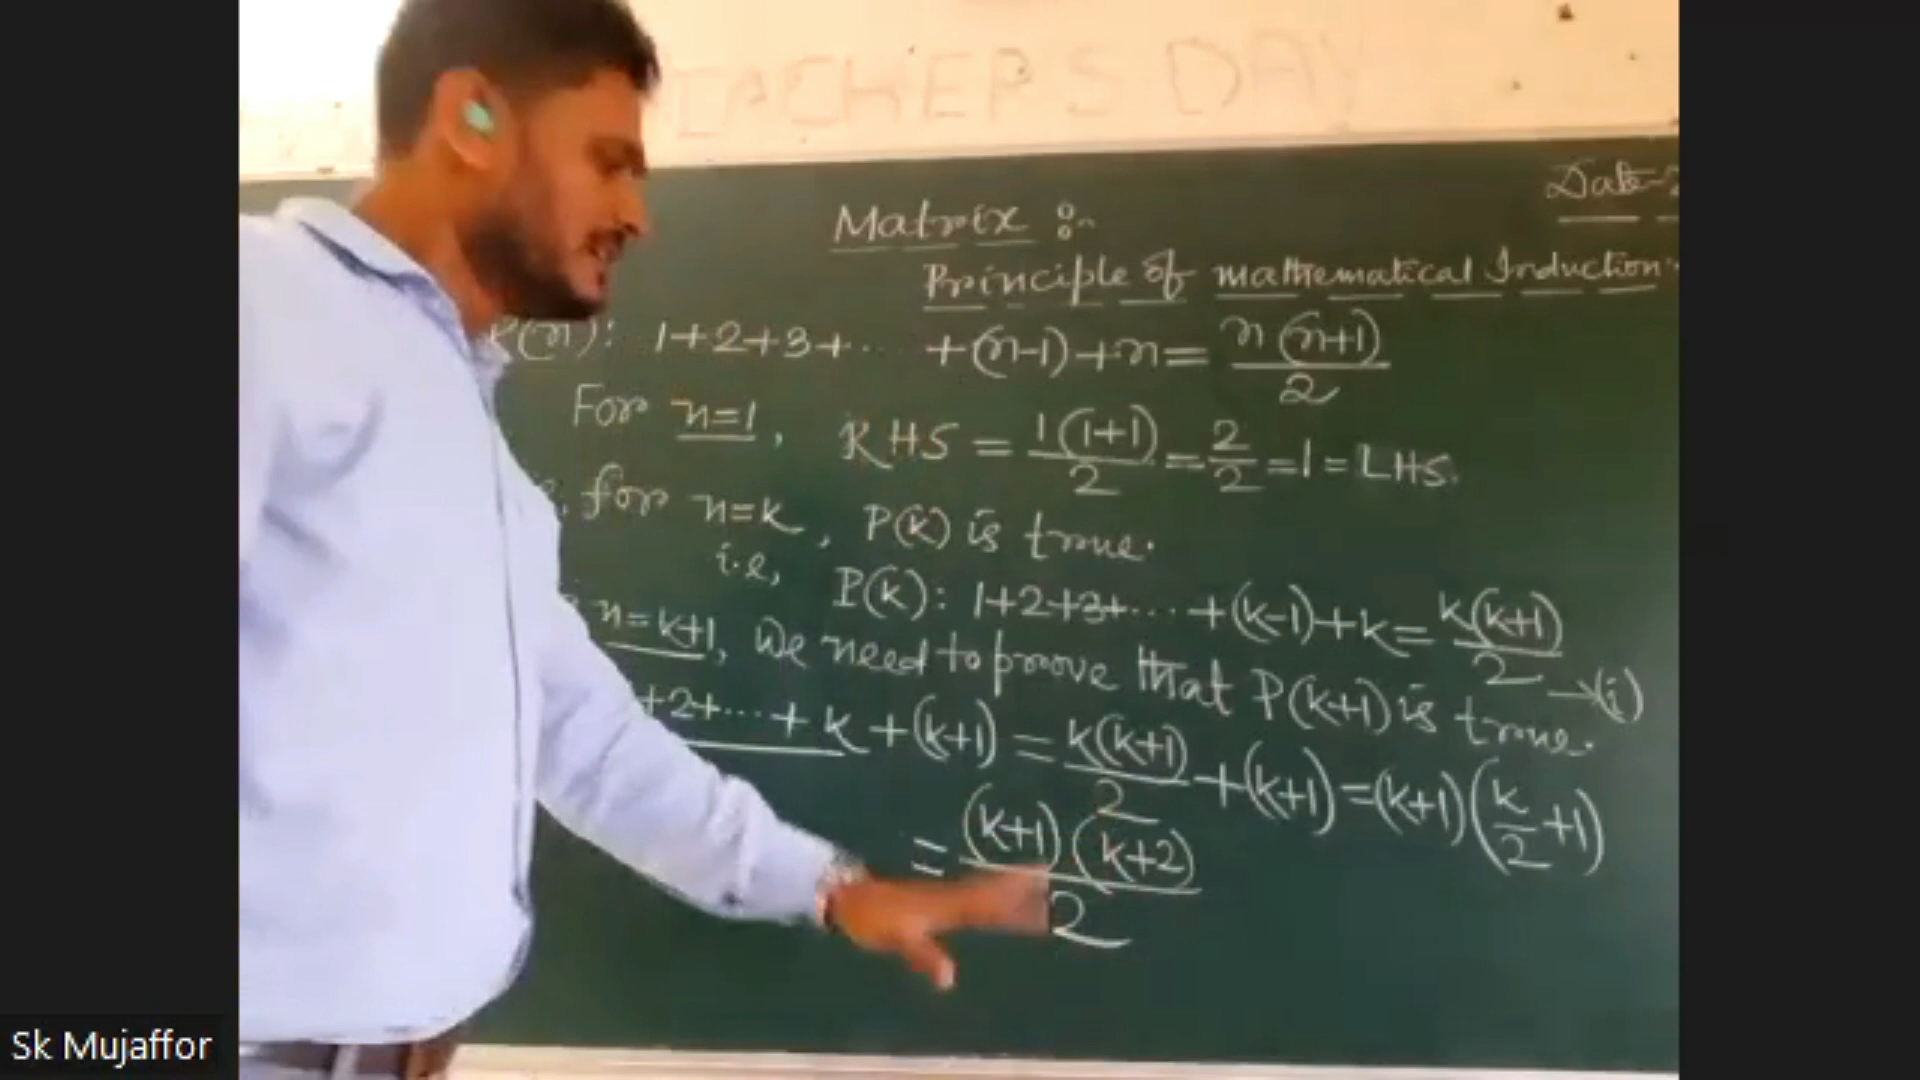 TEACHER'S DAY
Date-
Matrix :~
Principle of mathematical Induction:
P(n): 1+2+3+... +(n-1)+n= n(n+1)/2
For n=1, RHS = 1(1+1)/2 = 2/2 = 1 = LHS.
for n=k, P(k) is true.
i.e, P(k): 1+2+3+... +(k-1)+k= k(k+1)/2 →(i)
n=k+1, we need to prove that P(k+1) is true.
+2+...+ k +(k+1) = k(k+1)/2 +(k+1) = (k+1)(k/2+1)
= (k+1)(k+2)/2
Sk Mujaffor